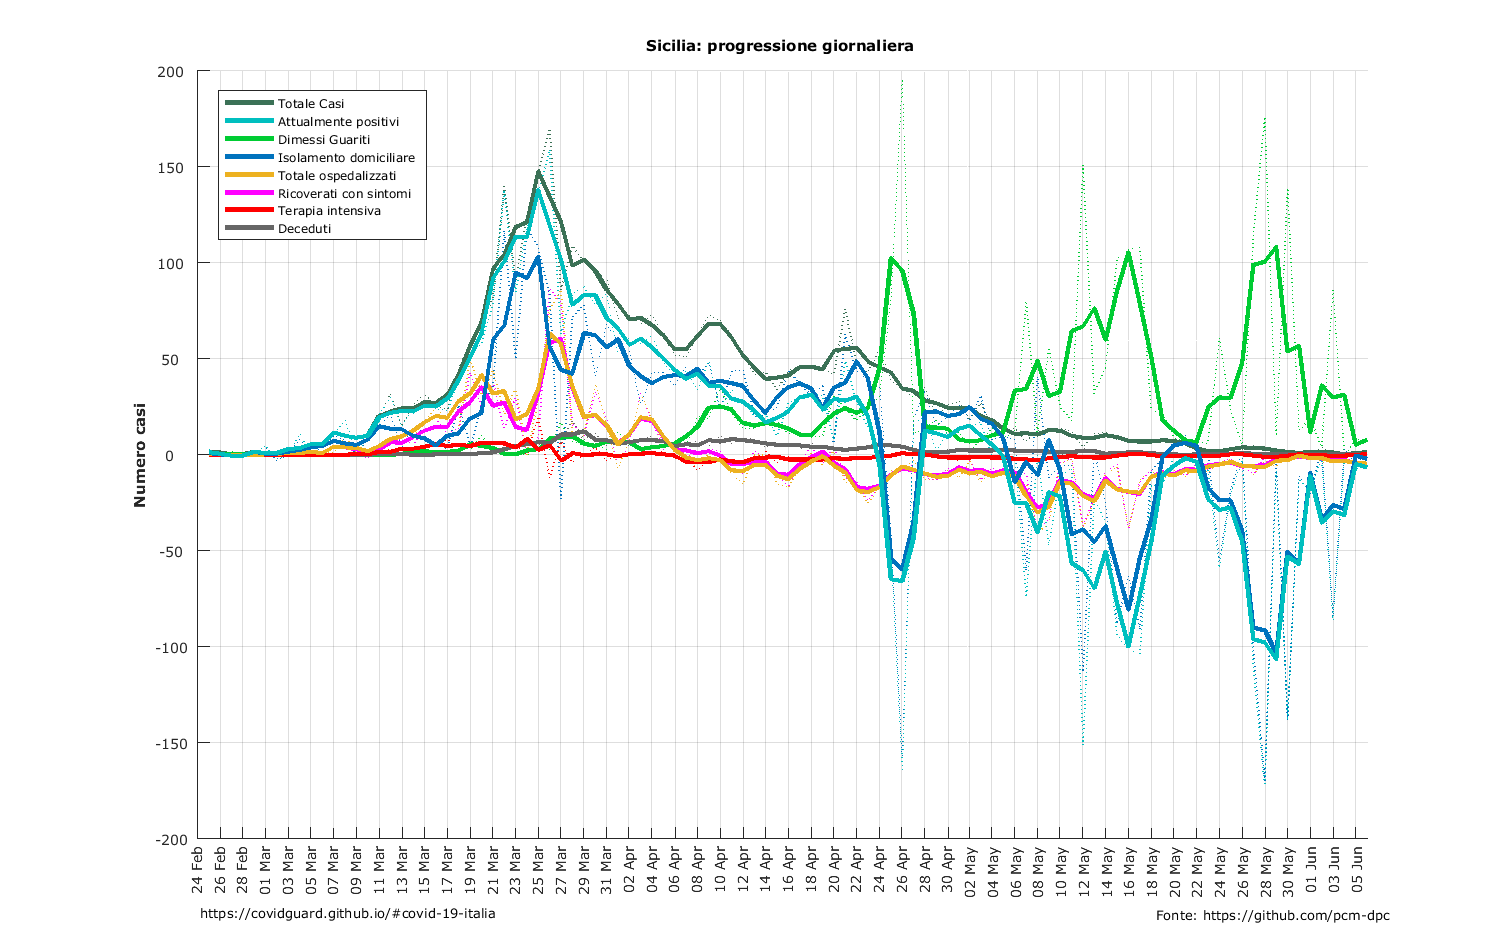 Sicilia: progressione giornaliera
200
150
100
50
0
-50
-100
-150
-200
Numero casi
Totale Casi
Attualmente positivi
Dimessi Guariti
Isolamento domiciliare
Totale ospedalizzati
Ricoverati con sintomi
Terapia intensiva
Deceduti
24 Feb
26 Feb
28 Feb
01 Mar
03 Mar
05 Mar
07 Mar
09 Mar
11 Mar
13 Mar
15 Mar
17 Mar
19 Mar
21 Mar
23 Mar
25 Mar
27 Mar
29 Mar
31 Mar
02 Apr
04 Apr
06 Apr
08 Apr
10 Apr
12 Apr
14 Apr
16 Apr
18 Apr
20 Apr
22 Apr
24 Apr
26 Apr
28 Apr
30 Apr
02 May
04 May
06 May
08 May
10 May
12 May
14 May
16 May
18 May
20 May
22 May
24 May
26 May
28 May
30 May
01 Jun
03 Jun
05 Jun
https://covidguard.github.io/#covid-19-italia
Fonte: https://github.com/pcm-dpc